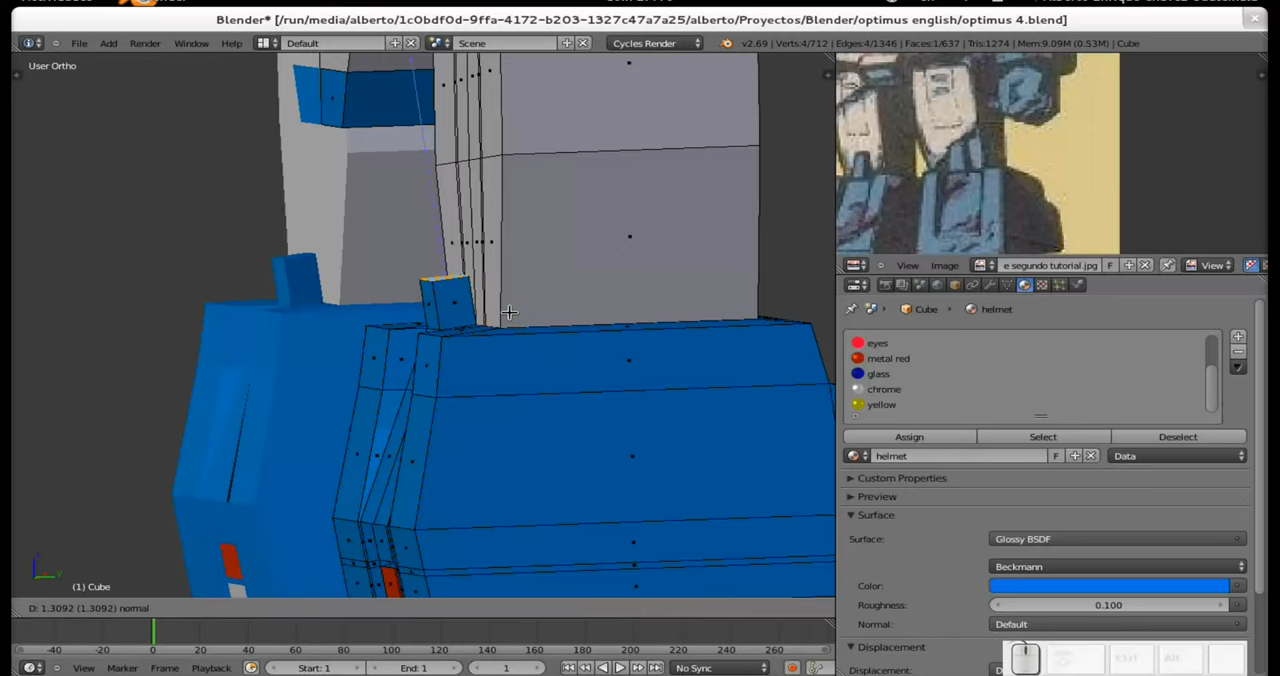 Blender* [/run/media/alberto/1c0bdf0d-9ffa-4172-b203-1327c47a7a25/alberto/Proyectos/Blender/optimus english/optimus 4.blend]
File Add Render Window Help Default Scene Cycles Render v2.69 | Verts:4/712 | Edges:4/1346 | Faces:1/637 | Tris:1274 | Mem:9.09M (0.53M) | Cube
User Ortho
View Image e segundo tutorial.jpg F View
Cube helmet
eyes
metal red
glass
chrome
yellow
Assign Select Deselect
helmet F Data
Custom Properties
Preview
Surface
Surface: Glossy BSDF
Beckmann
Color:
Roughness: 0.100
Normal: Default
Displacement
Displacement:
Ctrl Alt
z
y
(1) Cube
D: 1.3092 (1.3092) normal
-40 -20 0 20 40 60 80 100 120 140 160 180 200 220 240 260
View Marker Frame Playback Start: 1 End: 1 1 No Sync